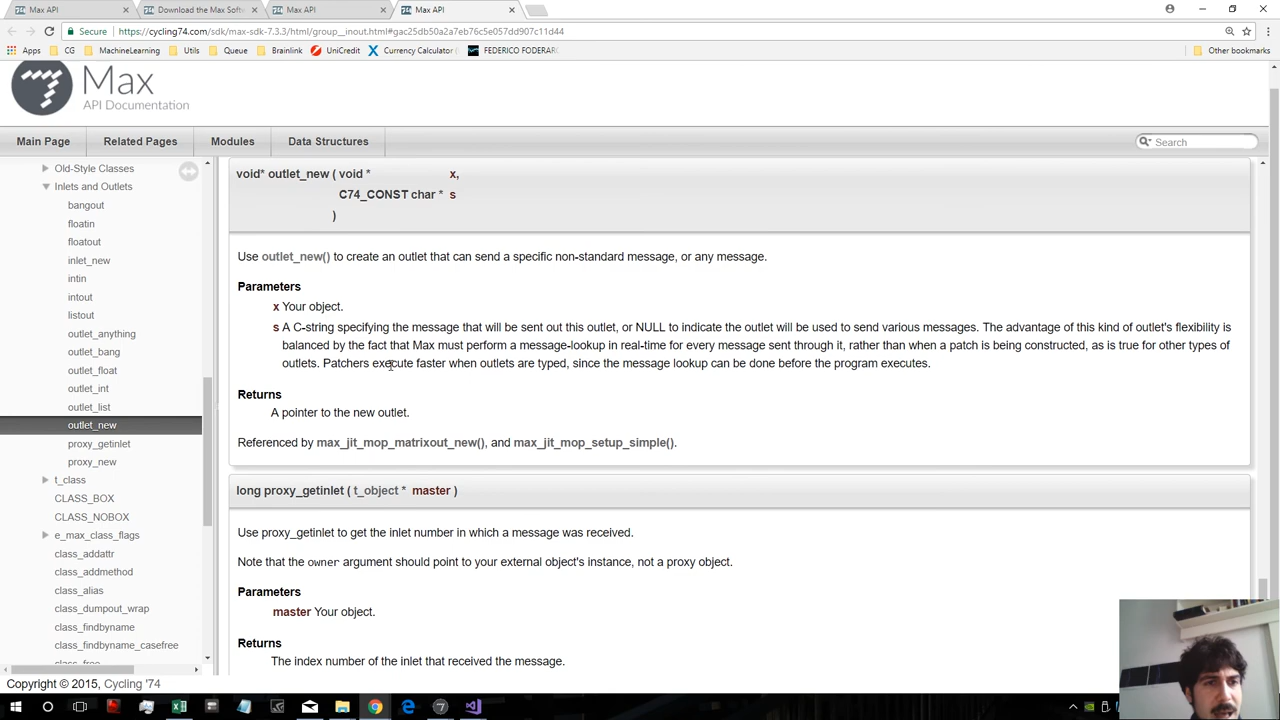 Max API
Download the Max Softw
Max API
Max API
Secure
https://cycling74.com/sdk/max-sdk-7.3.3/html/group__inout.html#gac25db50a2a7eb76c5e057dd907c11d44
Apps
CG
MachineLearning
Utils
Queue
Brainlink
UniCredit
Currency Calculator
FEDERICO FODERAR
Other bookmarks
Max
API Documentation
Main Page
Related Pages
Modules
Data Structures
Search
Old-Style Classes
Inlets and Outlets
bangout
floatin
floatout
inlet_new
intin
intout
listout
outlet_anything
outlet_bang
outlet_float
outlet_int
outlet_list
outlet_new
proxy_getinlet
proxy_new
t_class
CLASS_BOX
CLASS_NOBOX
e_max_class_flags
class_addattr
class_addmethod
class_alias
class_dumpout_wrap
class_findbyname
class_findbyname_casefree
class_free
void* outlet_new ( void * x,
C74_CONST char * s
)
Use outlet_new() to create an outlet that can send a specific non-standard message, or any message.
Parameters
x Your object.
s A C-string specifying the message that will be sent out this outlet, or NULL to indicate the outlet will be used to send various messages. The advantage of this kind of outlet's flexibility is
balanced by the fact that Max must perform a message-lookup in real-time for every message sent through it, rather than when a patch is being constructed, as is true for other types of
outlets. Patchers execute faster when outlets are typed, since the message lookup can be done before the program executes.
Returns
A pointer to the new outlet.
Referenced by max_jit_mop_matrixout_new(), and max_jit_mop_setup_simple().
long proxy_getinlet ( t_object * master )
Use proxy_getinlet to get the inlet number in which a message was received.
Note that the owner argument should point to your external object's instance, not a proxy object.
Parameters
master Your object.
Returns
The index number of the inlet that received the message.
Copyright © 2015, Cycling '74